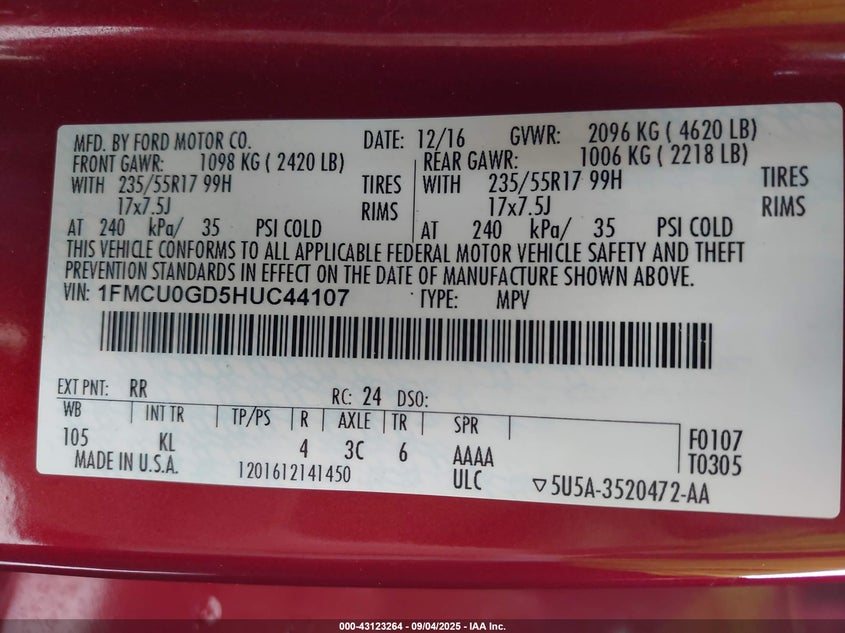 MFD. BY FORD MOTOR CO. DATE: 12/16 GVWR: 2096 KG ( 4620 LB)
FRONT GAWR: 1098 KG ( 2420 LB) REAR GAWR: 1006 KG ( 2218 LB)
WITH 235/55R17 99H TIRES WITH 235/55R17 99H TIRES
17x7.5J RIMS 17x7.5J RIMS
AT 240 kPa/ 35 PSI COLD AT 240 kPa/ 35 PSI COLD
THIS VEHICLE CONFORMS TO ALL APPLICABLE FEDERAL MOTOR VEHICLE SAFETY AND THEFT
PREVENTION STANDARDS IN EFFECT ON THE DATE OF MANUFACTURE SHOWN ABOVE.
VIN: 1FMCU0GD5HUC44107 TYPE: MPV
EXT PNT: RR RC: 24 DSO:
WB INT TR TP/PS R AXLE TR SPR
105 KL 4 3C 6 AAAA F0107
MADE IN U.S.A. 1201612141450 ULC T0305
▽5U5A-3520472-AA
000-43123264 - 09/04/2025 - IAA Inc.